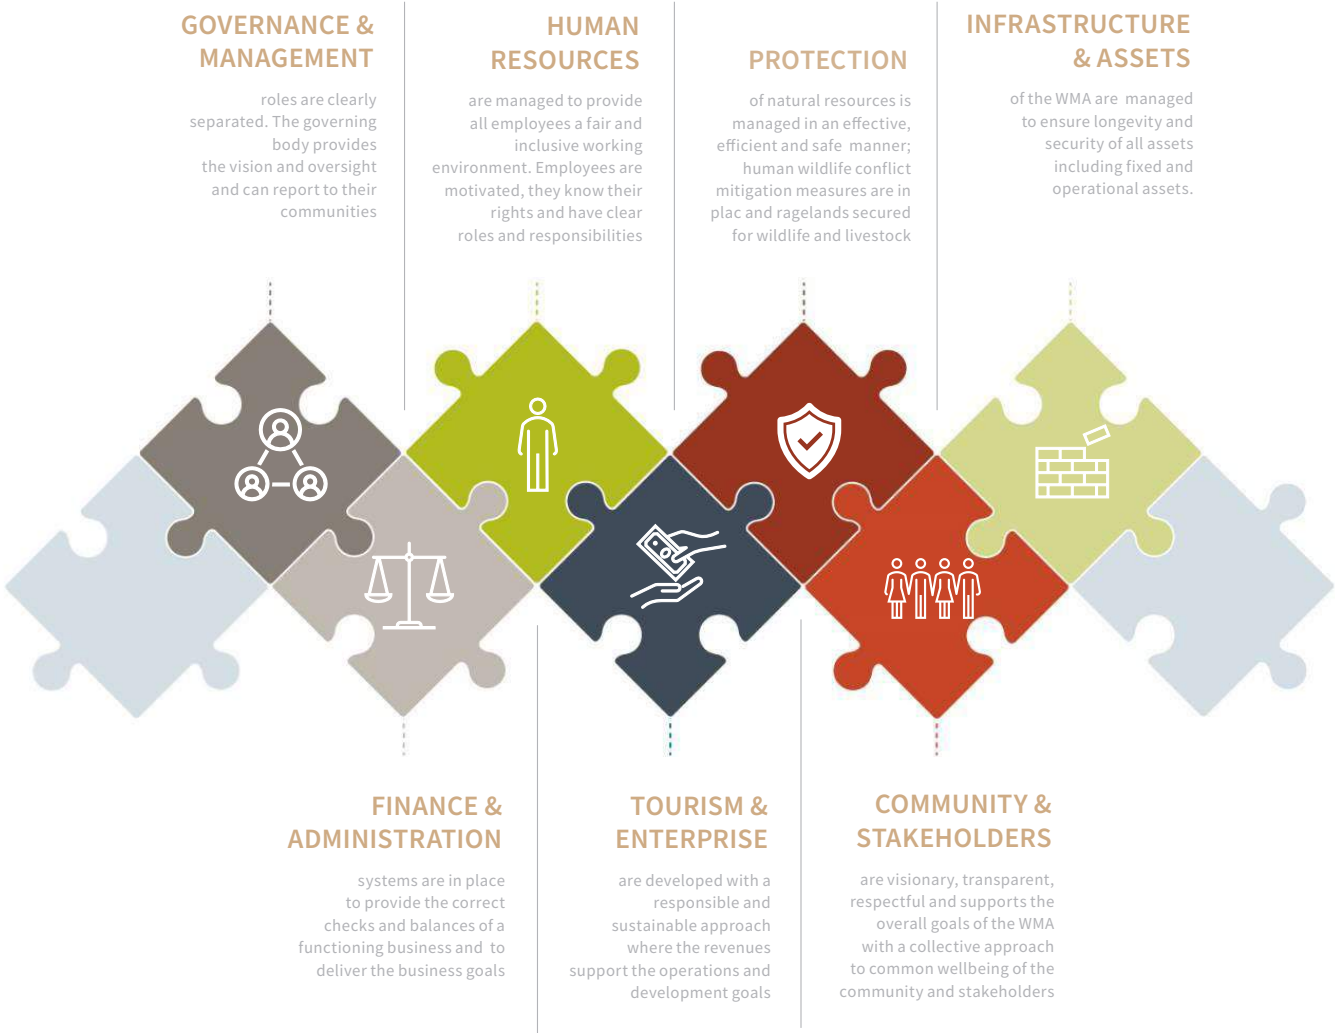 GOVERNANCE &
MANAGEMENT
roles are clearly
separated. The governing
body provides
the vision and oversight
and can report to their
communities
HUMAN
RESOURCES
are managed to provide
all employees a fair and
inclusive working
environment. Employees are
motivated, they know their
rights and have clear
roles and responsibilities
PROTECTION
of natural resources is
managed in an effective,
efficient and safe manner;
human wildlife conflict
mitigation measures are in
plac and ragelands secured
for wildlife and livestock
INFRASTRUCTURE
& ASSETS
of the WMA are managed
to ensure longevity and
security of all assets
including fixed and
operational assets.
FINANCE &
ADMINISTRATION
systems are in place
to provide the correct
checks and balances of a
functioning business and to
deliver the business goals
TOURISM &
ENTERPRISE
are developed with a
responsible and
sustainable approach
where the revenues
support the operations and
development goals
COMMUNITY &
STAKEHOLDERS
are visionary, transparent,
respectful and supports the
overall goals of the WMA
with a collective approach
to common wellbeing of the
community and stakeholders